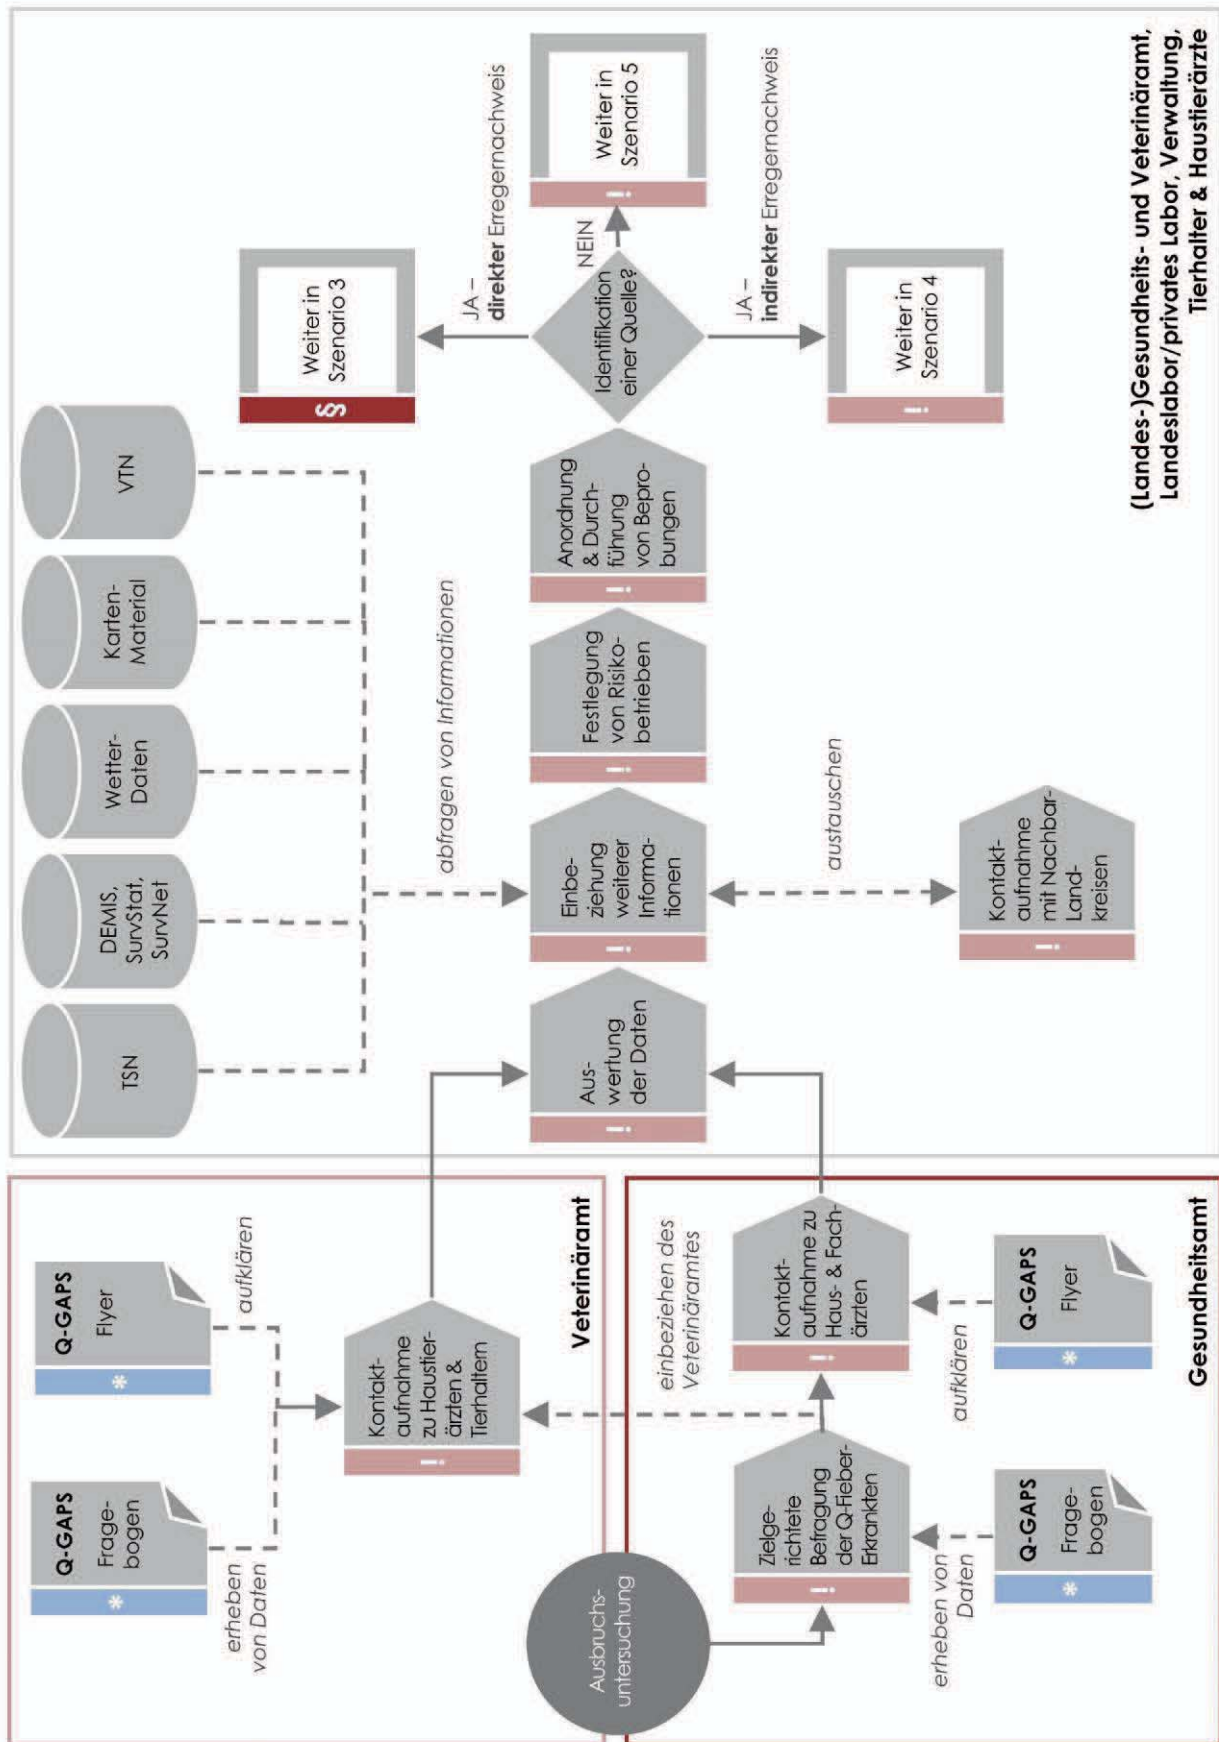 Q-GAPS
Frage-
bogen
*
erheben
von Daten
Q-GAPS
Flyer
*
aufklären
Kontakt-
aufnahme
zu Haustier-
ärzten &
Tierhaltern
i
Veterinäramt
Ausbruchs-
untersuchung
einbeziehen des
Veterinäramtes
Zielge-
richtete
Befragung
der Q-Fieber-
Erkrankten
i
Kontakt-
aufnahme zu
Haus- & Fach-
ärzten
i
erheben von
Daten
aufklären
Q-GAPS
Frage-
bogen
*
Q-GAPS
Flyer
*
Gesundheitsamt
TSN
DEMIS,
SurvStat,
SurvNet
Wetter-
Daten
Karten-
Material
VTN
abfragen von Informationen
Aus-
wertung
der Daten
i
Einbe-
ziehung
weiterer
Informa-
tionen
i
Festlegung
von Risiko-
betrieben
i
Anordnung
& Durch-
führung
von Bepro-
bungen
i
austauschen
Kontakt-
aufnahme
mit Nachbar-
Land-
kreisen
i
Identifikation
einer Quelle?
JA –
direkter Erregernachweis
§
Weiter in
Szenario 3
NEIN
i
Weiter in
Szenario 5
JA –
indirekter Erregernachweis
i
Weiter in
Szenario 4
(Landes-)Gesundheits- und Veterinäramt,
Landeslabor/privates Labor, Verwaltung,
Tierhalter & Haustierärzte